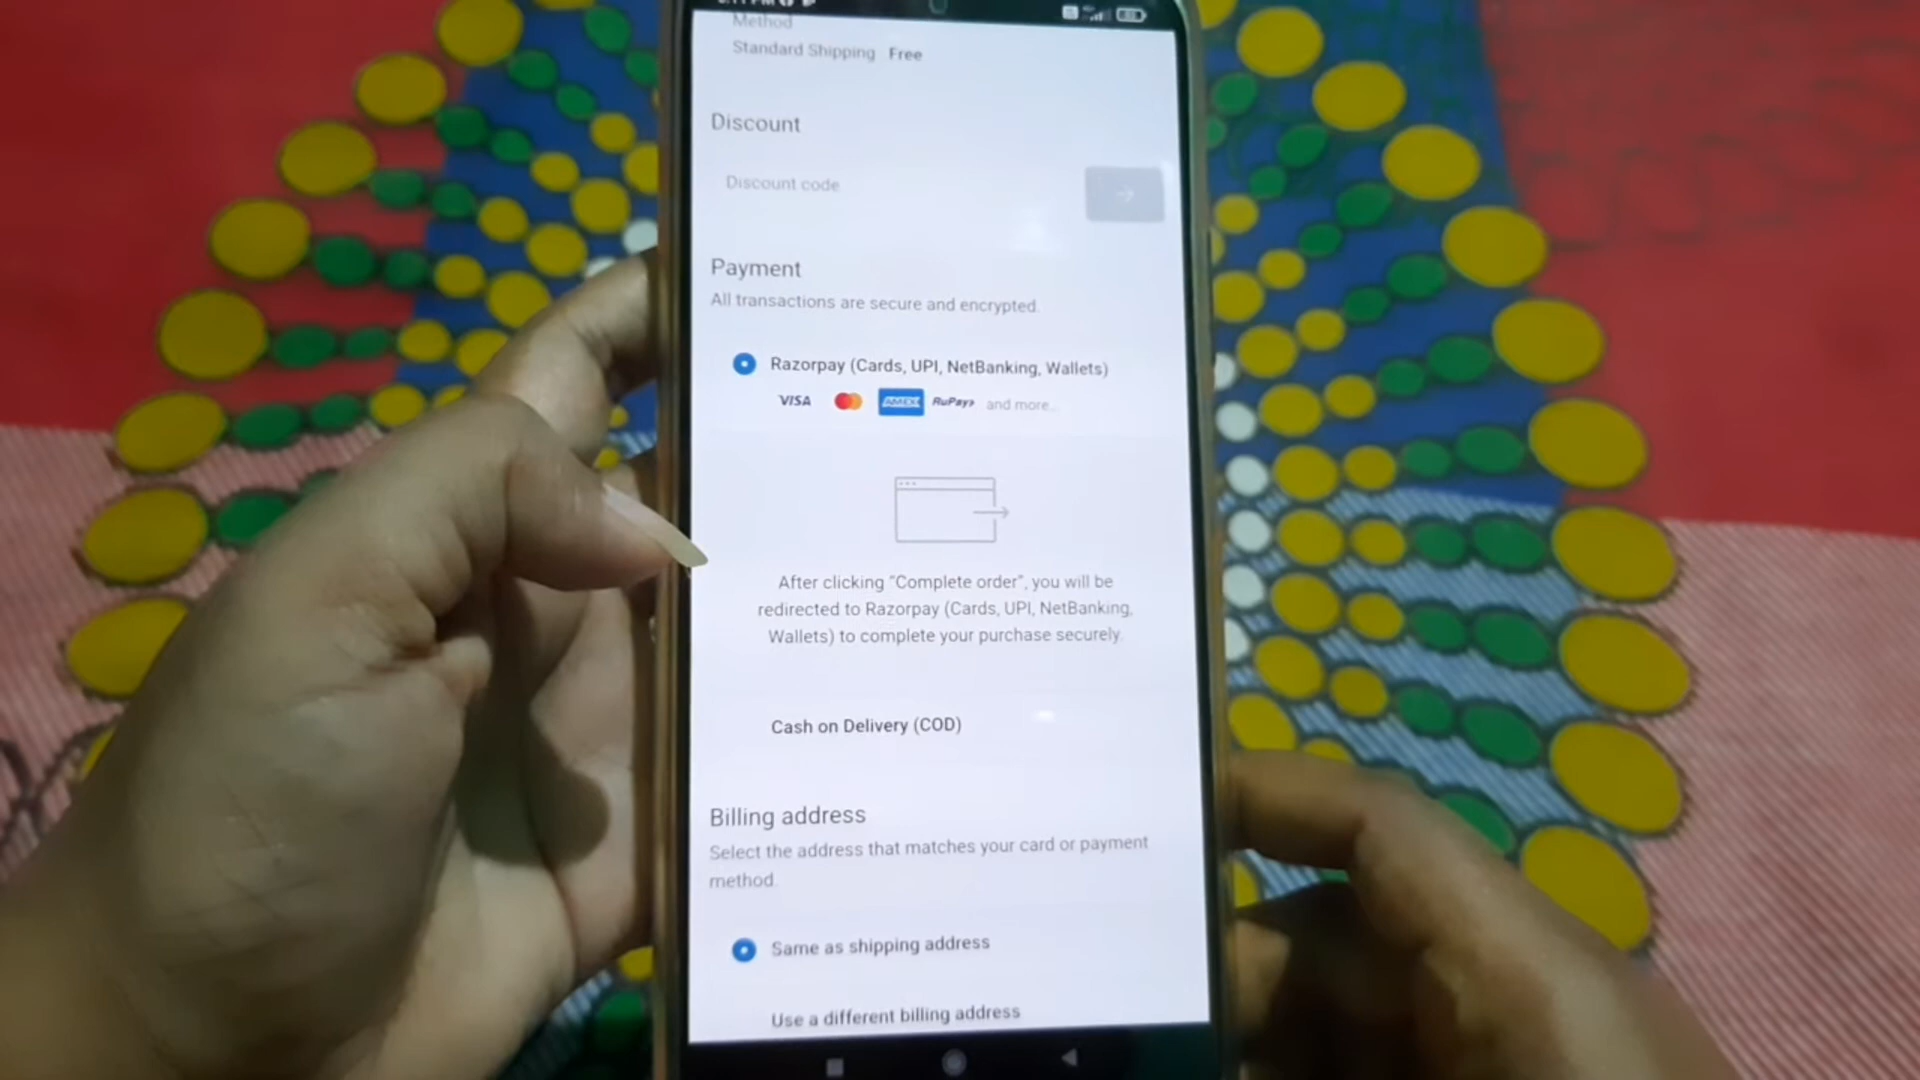 Method
Standard Shipping Free
Discount
Discount code
Payment
All transactions are secure and encrypted.
Razorpay (Cards, UPI, NetBanking, Wallets)
VISA AMEX RuPay and more...
After clicking “Complete order”, you will be
redirected to Razorpay (Cards, UPI, NetBanking,
Wallets) to complete your purchase securely.
Cash on Delivery (COD)
Billing address
Select the address that matches your card or payment
method.
Same as shipping address
Use a different billing address